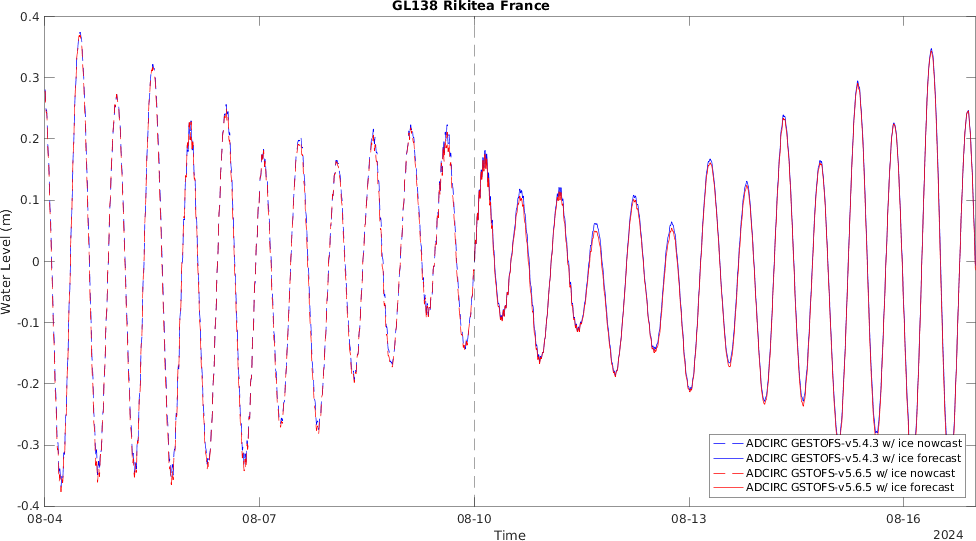 GL138 Rikitea France
0.4
0.3
0.2
0.1
0
-0.1
-0.2
-0.3
-0.4
Water Level (m)
ADCIRC GESTOFS-v5.4.3 w/ ice nowcast
ADCIRC GESTOFS-v5.4.3 w/ ice forecast
ADCIRC GSTOFS-v5.6.5 w/ ice nowcast
ADCIRC GSTOFS-v5.6.5 w/ ice forecast
08-04 08-07 08-10 08-13 08-16
Time
2024